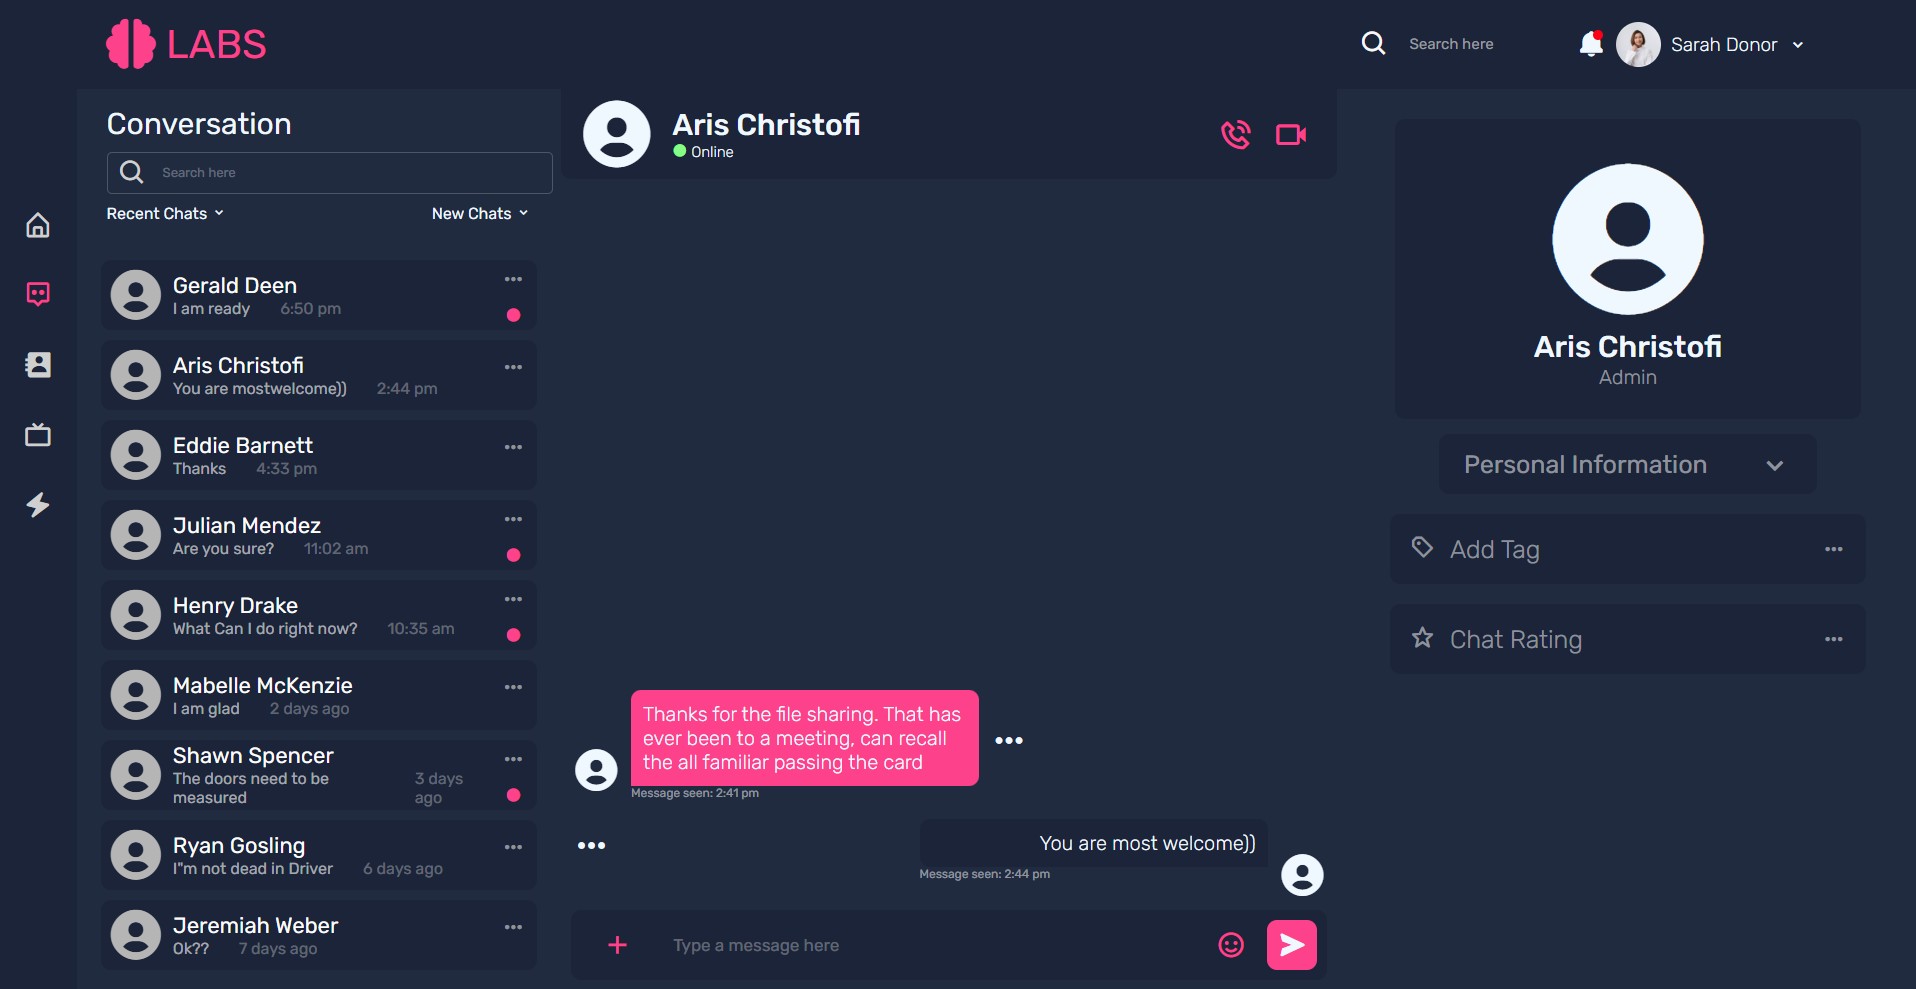 LABS
Search here
Sarah Donor
Conversation
Search here
Recent Chats
New Chats
Gerald Deen
I am ready 6:50 pm
Aris Christofi
You are mostwelcome)) 2:44 pm
Eddie Barnett
Thanks 4:33 pm
Julian Mendez
Are you sure? 11:02 am
Henry Drake
What Can I do right now? 10:35 am
Mabelle McKenzie
I am glad 2 days ago
Shawn Spencer
The doors need to be 3 days
measured ago
Ryan Gosling
I"m not dead in Driver 6 days ago
Jeremiah Weber
Ok?? 7 days ago
Aris Christofi
Online
Thanks for the file sharing. That has
ever been to a meeting, can recall
the all familiar passing the card
Message seen: 2:41 pm
You are most welcome))
Message seen: 2:44 pm
Type a message here
Aris Christofi
Admin
Personal Information
Add Tag
Chat Rating